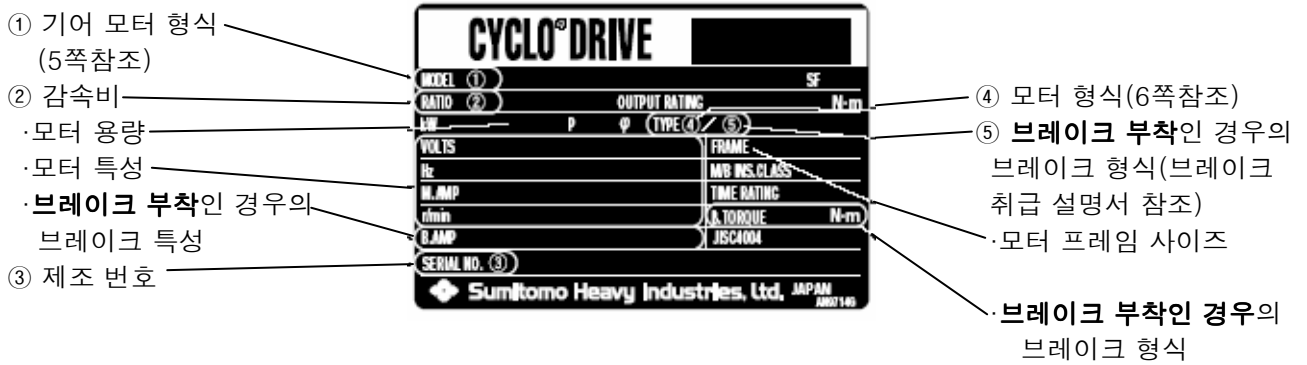 ① 기어 모터 형식
(5쪽참조)
② 감속비
·모터 용량
·모터 특성
·브레이크 부착인 경우의
브레이크 특성
③ 제조 번호
CYCLO® DRIVE
MODEL ① SF
RATIO ② OUTPUT RATING N-m
kW P φ TYPE ④ / ⑤
VOLTS FRAME
Hz M/B INS.CLASS
M.AMP TIME RATING
r/min B.TORQUE N-m
B.AMP JISC4004
SERIAL NO. ③
Sumitomo Heavy Industries, Ltd. JAPAN
④ 모터 형식(6쪽참조)
⑤ 브레이크 부착인 경우의
브레이크 형식(브레이크
취급 설명서 참조)
·모터 프레임 사이즈
·브레이크 부착인 경우의
브레이크 형식